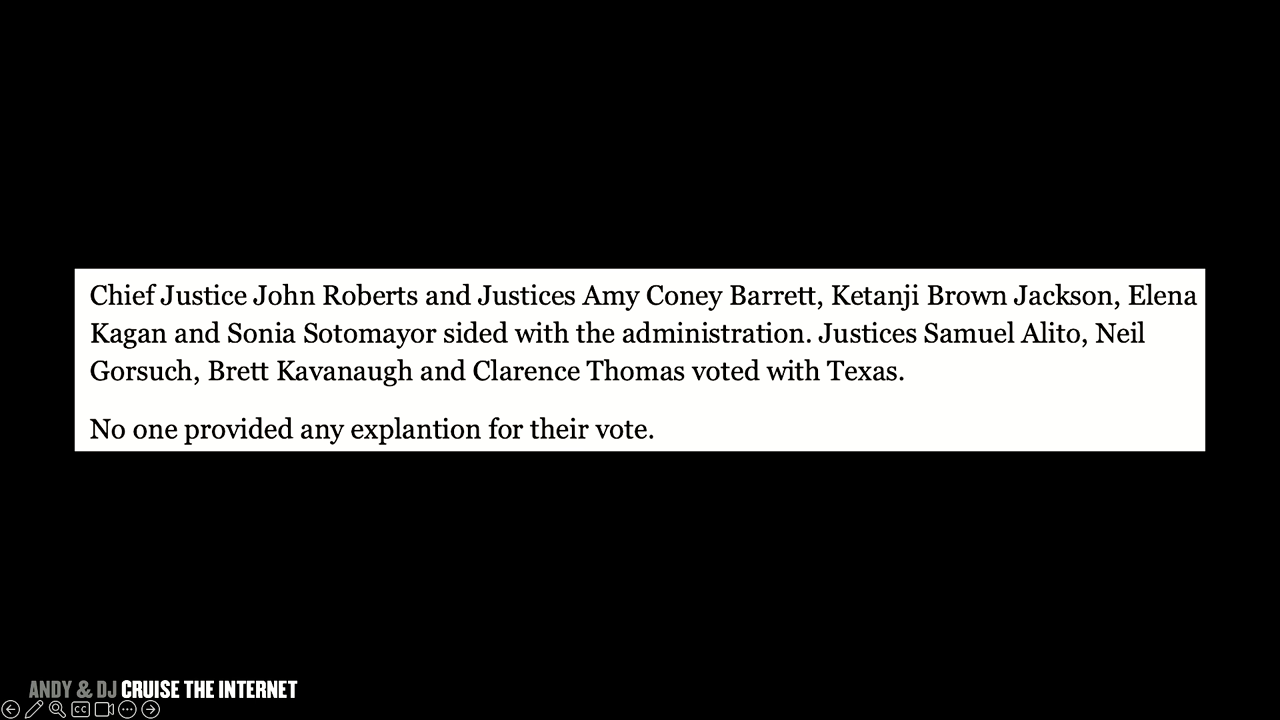 Chief Justice John Roberts and Justices Amy Coney Barrett, Ketanji Brown Jackson, Elena
Kagan and Sonia Sotomayor sided with the administration. Justices Samuel Alito, Neil
Gorsuch, Brett Kavanaugh and Clarence Thomas voted with Texas.
No one provided any explantion for their vote.
ANDY & DJ CRUISE THE INTERNET
CC